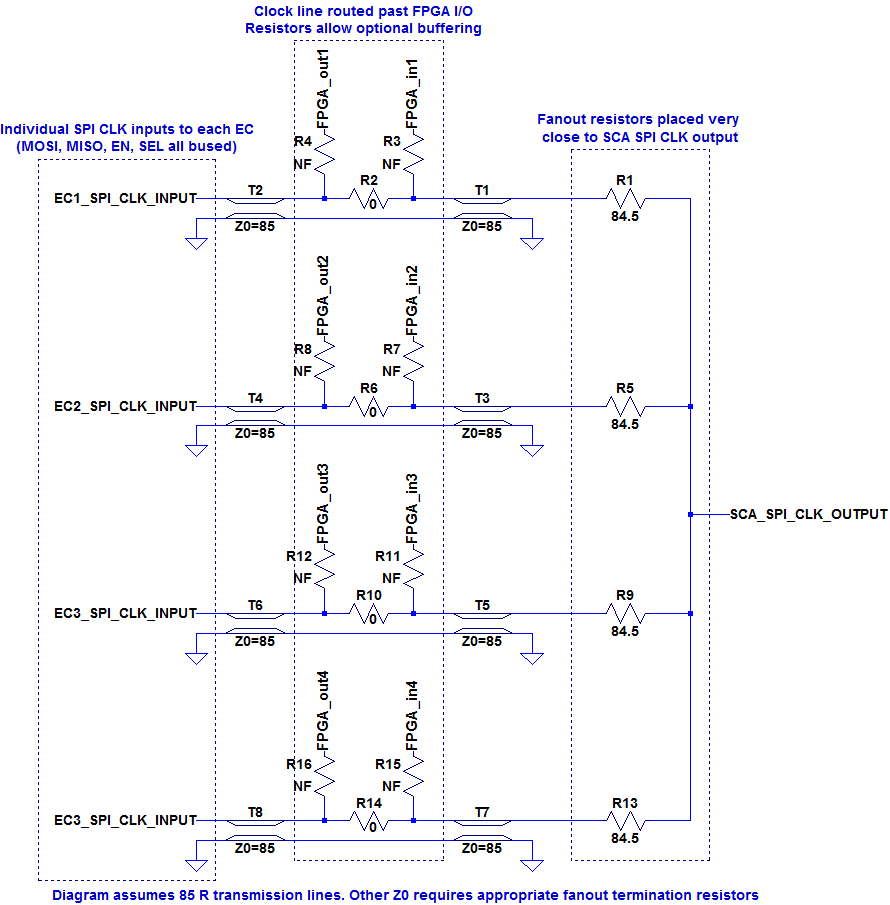 Clock line routed past FPGA I/O
Resistors allow optional buffering
Individual SPI CLK inputs to each EC
(MOSI, MISO, EN, SEL all bused)
Fanout resistors placed very
close to SCA SPI CLK output
FPGA_out1
FPGA_in1
R4
NF
R3
NF
EC1_SPI_CLK_INPUT
T2
Z0=85
R2
0
T1
Z0=85
R1
84.5
FPGA_out2
FPGA_in2
R8
NF
R7
NF
EC2_SPI_CLK_INPUT
T4
Z0=85
R6
0
T3
Z0=85
R5
84.5
SCA_SPI_CLK_OUTPUT
FPGA_out3
FPGA_in3
R12
NF
R11
NF
EC3_SPI_CLK_INPUT
T6
Z0=85
R10
0
T5
Z0=85
R9
84.5
FPGA_out4
FPGA_in4
R16
NF
R15
NF
EC3_SPI_CLK_INPUT
T8
Z0=85
R14
0
T7
Z0=85
R13
84.5
Diagram assumes 85 R transmission lines. Other Z0 requires appropriate fanout termination resistors